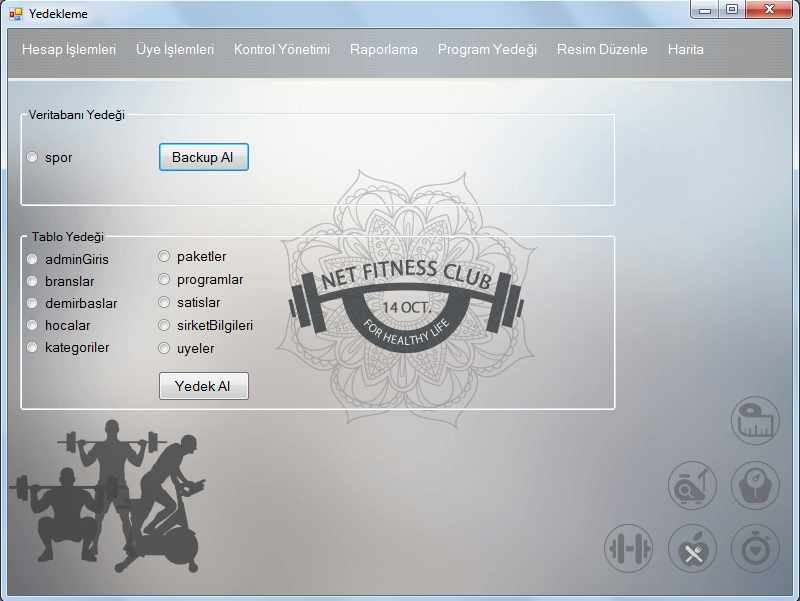 Yedekleme
Hesap İşlemleri Üye İşlemleri Kontrol Yönetimi Raporlama Program Yedeği Resim Düzenle Harita
Veritabanı Yedeği
spor
Backup Al
Tablo Yedeği
adminGiris
branslar
demirbaslar
hocalar
kategoriler
paketler
programlar
satislar
sirketBilgileri
uyeler
Yedek Al
NET FITNESS CLUB
14 OCT.
FOR HEALTHY LIFE